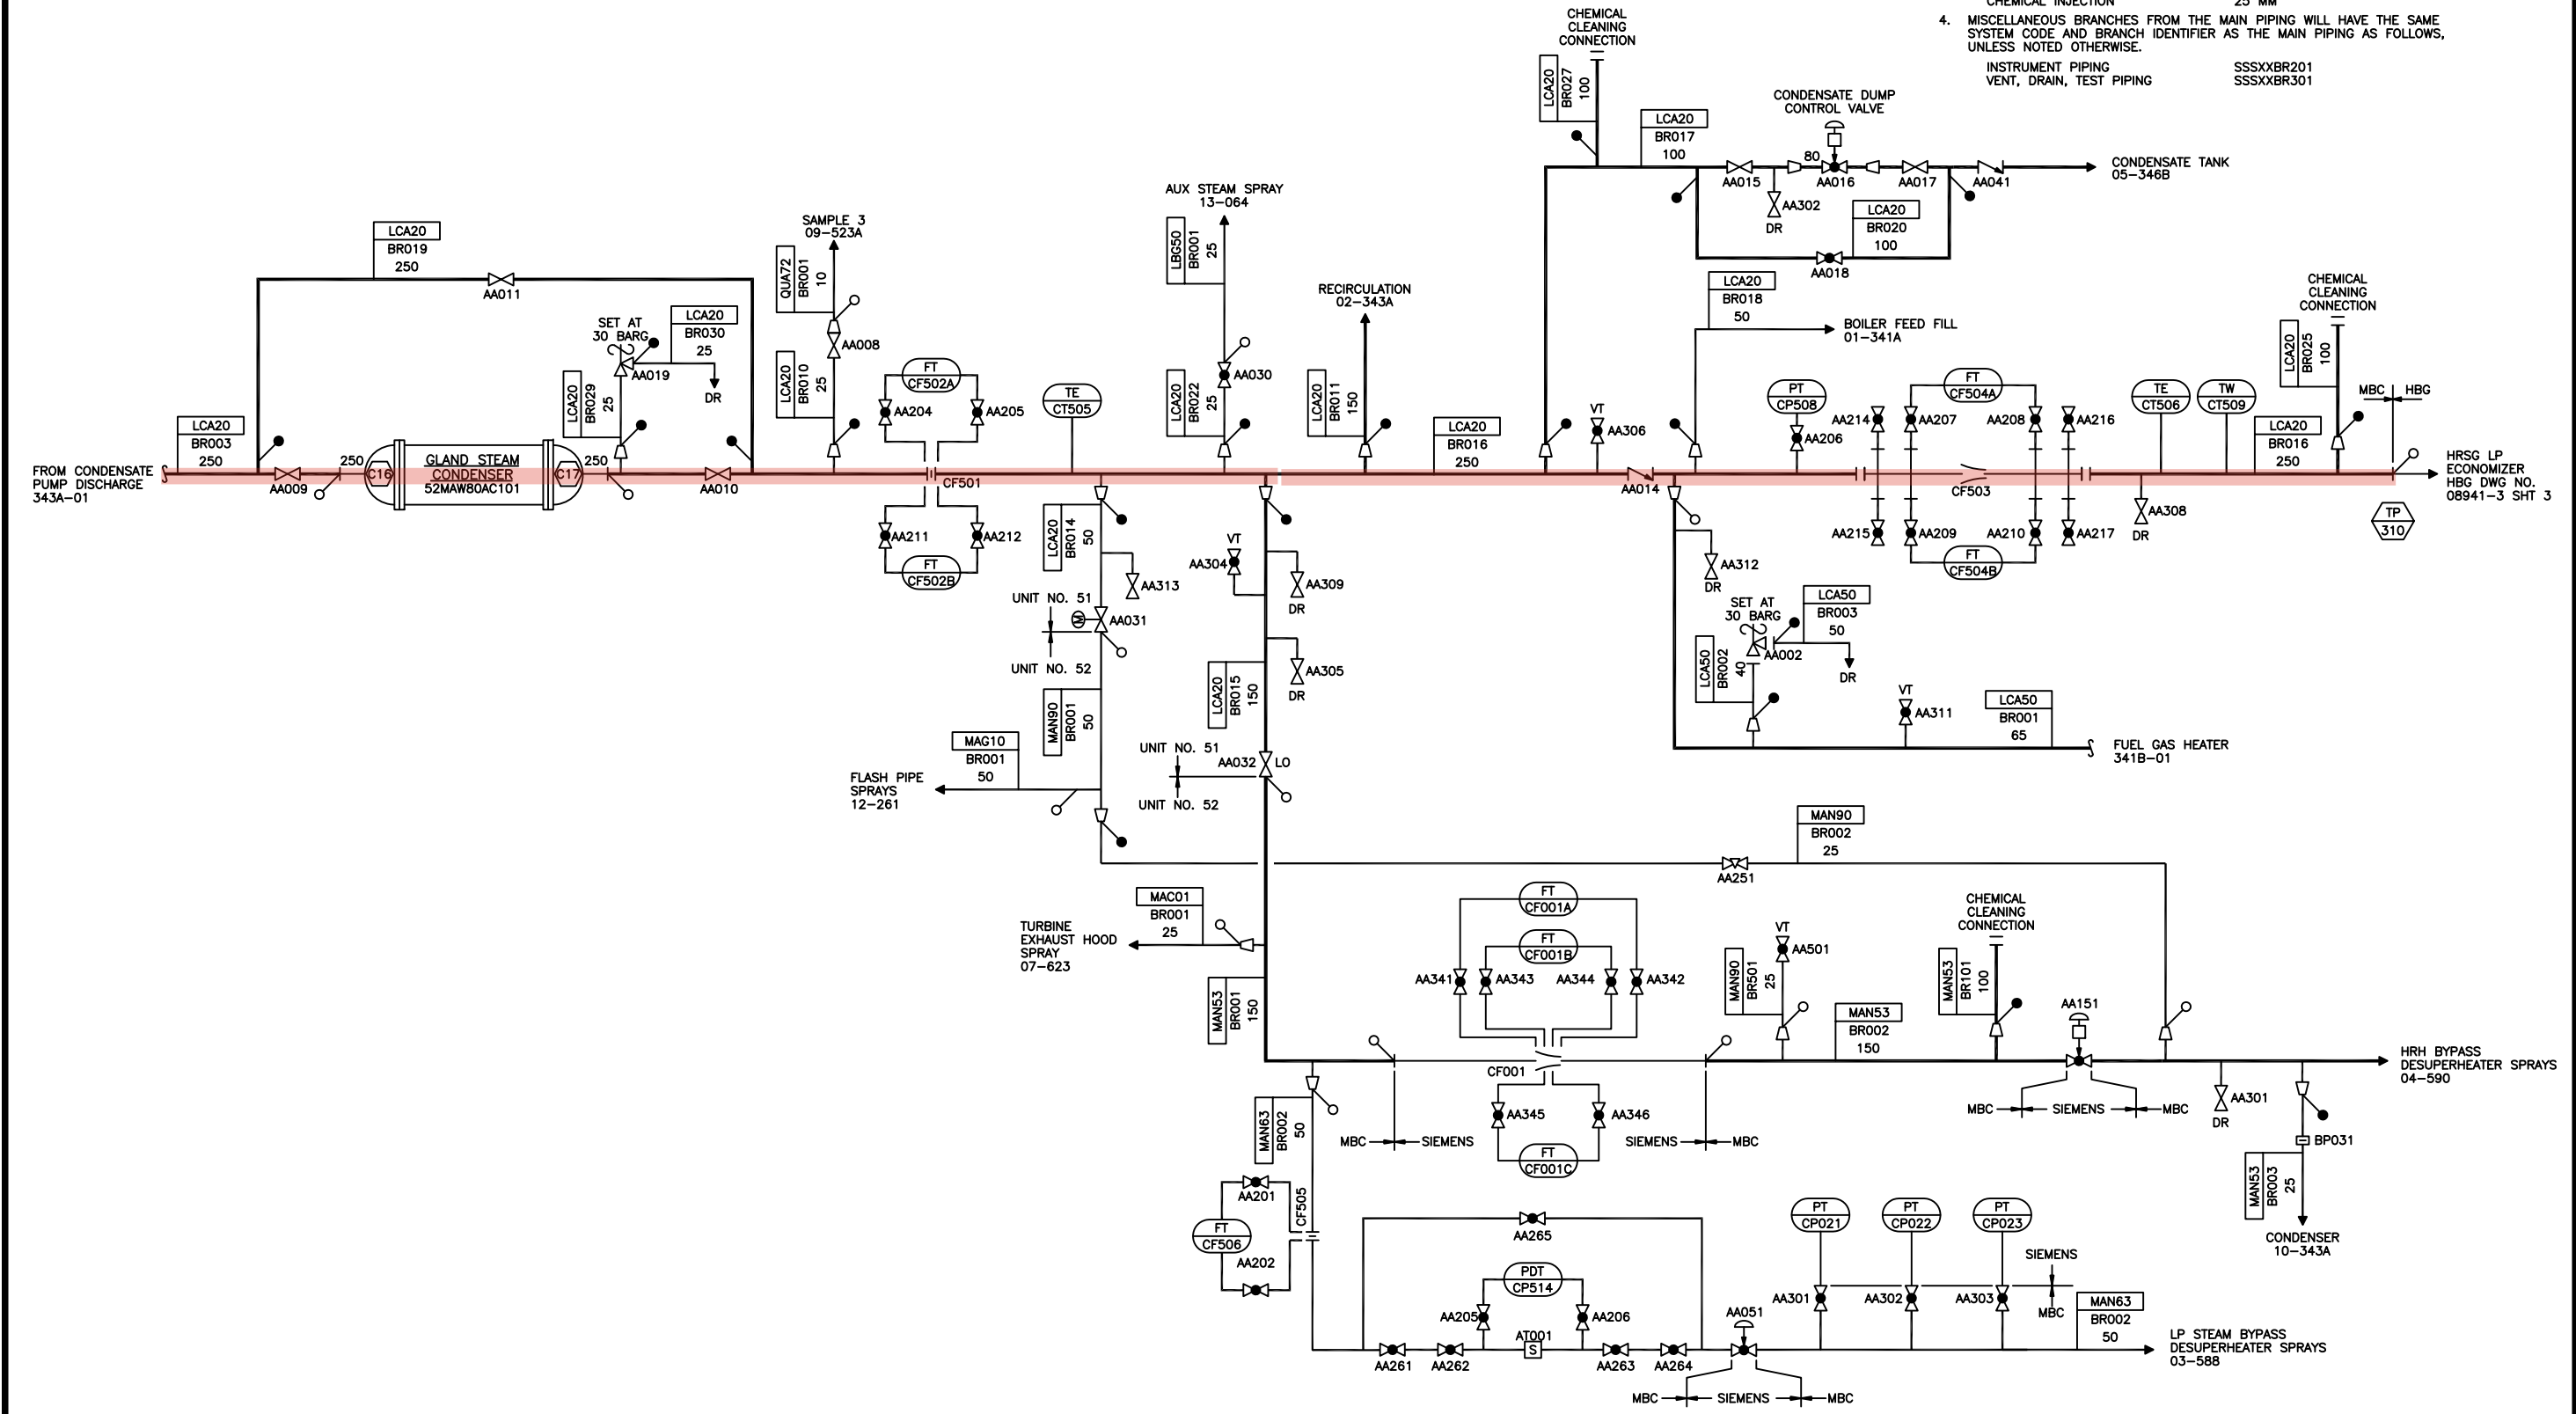 CHEMICAL INJECTION 25 MM
4. MISCELLANEOUS BRANCHES FROM THE MAIN PIPING WILL HAVE THE SAME
SYSTEM CODE AND BRANCH IDENTIFIER AS THE MAIN PIPING AS FOLLOWS,
UNLESS NOTED OTHERWISE.
INSTRUMENT PIPING SSSXXBR201
VENT, DRAIN, TEST PIPING SSSXXBR301
CHEMICAL
CLEANING
CONNECTION
LCA20
BR027
100
CONDENSATE DUMP
CONTROL VALVE
LCA20
BR017
100
80
AA015
AA016
AA017
AA041
CONDENSATE TANK
05-346B
AA302
DR
LCA20
BR020
100
AA018
LCA20
BR018
50
BOILER FEED FILL
01-341A
LCA20
BR019
250
AA011
SET AT
30 BARG
LCA20
BR030
25
AA019
DR
LCA20
BR029
25
SAMPLE 3
09-523A
QUA72
BR001
10
AA008
LCA20
BR010
25
AUX STEAM SPRAY
13-064
LBG50
BR001
25
AA030
LCA20
BR022
25
RECIRCULATION
02-343A
LCA20
BR011
150
FT
CF502A
AA204
AA205
TE
CT505
LCA20
BR016
250
VT
AA306
PT
CP508
AA206
FT
CF504A
AA214
AA207
AA208
AA216
TE
CT506
TW
CT509
LCA20
BR016
250
CHEMICAL
CLEANING
CONNECTION
LCA20
BR025
100
MBC
HBG
LCA20
BR003
250
FROM CONDENSATE
PUMP DISCHARGE
343A-01
AA009
250
C16
GLAND STEAM
CONDENSER
52MAW80AC101
C17
250
AA010
CF501
AA014
CF503
HRSG LP
ECONOMIZER
HBG DWG NO.
08941-3 SHT 3
TP
310
AA211
AA212
FT
CF502B
LCA20
BR014
50
AA313
UNIT NO. 51
M
AA031
UNIT NO. 52
MAN90
BR001
50
MAG10
BR001
50
FLASH PIPE
SPRAYS
12-261
VT
AA304
AA309
DR
AA305
DR
LCA20
BR015
150
UNIT NO. 51
AA032
LO
UNIT NO. 52
AA215
AA209
AA210
AA217
FT
CF504B
AA308
DR
AA312
DR
SET AT
30 BARG
LCA50
BR003
50
AA002
DR
LCA50
BR002
40
VT
AA311
LCA50
BR001
65
FUEL GAS HEATER
341B-01
MAN90
BR002
25
AA251
MAC01
BR001
25
TURBINE
EXHAUST HOOD
SPRAY
07-623
MAN53
BR001
150
FT
CF001A
FT
CF001B
AA341
AA343
AA344
AA342
CF001
AA345
AA346
FT
CF001C
MBC
SIEMENS
SIEMENS
MBC
VT
AA501
MAN90
BR501
25
MAN53
BR002
150
CHEMICAL
CLEANING
CONNECTION
MAN53
BR101
100
AA151
MBC
SIEMENS
MBC
HRH BYPASS
DESUPERHEATER SPRAYS
04-590
AA301
DR
BP031
MAN53
BR003
25
CONDENSER
10-343A
MAN63
BR002
50
AA201
CF505
FT
CF506
AA202
AA265
PDT
CP514
AA205
AA206
AT001
S
AA261
AA262
AA263
AA264
AA051
MBC
SIEMENS
MBC
PT
CP021
PT
CP022
PT
CP023
AA301
AA302
AA303
SIEMENS
MBC
MAN63
BR002
50
LP STEAM BYPASS
DESUPERHEATER SPRAYS
03-588